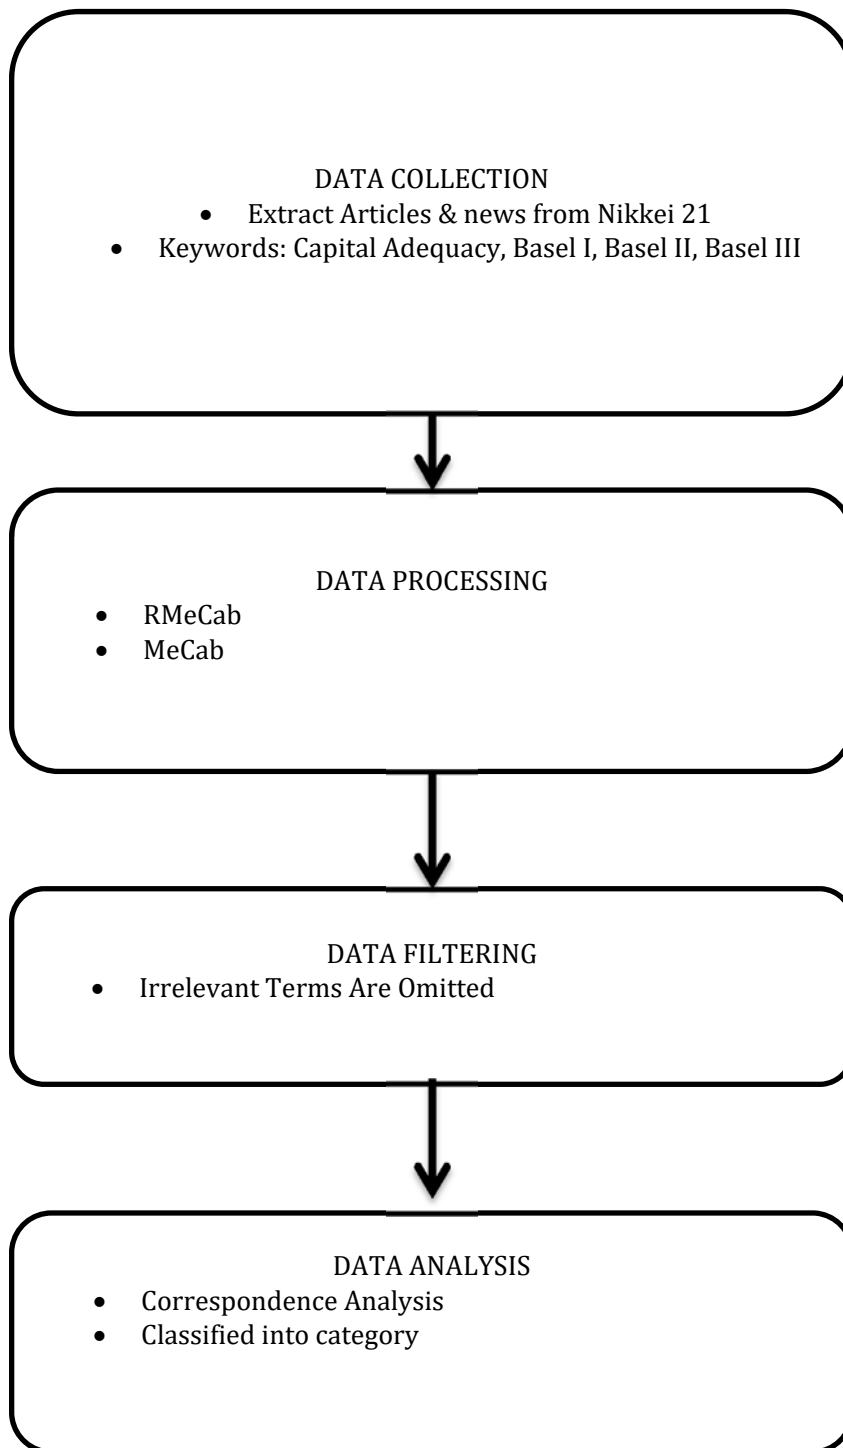 DATA COLLECTION
• Extract Articles & news from Nikkei 21
• Keywords: Capital Adequacy, Basel I, Basel II, Basel III
DATA PROCESSING
• RMeCab
• MeCab
DATA FILTERING
• Irrelevant Terms Are Omitted
DATA ANALYSIS
• Correspondence Analysis
• Classified into category